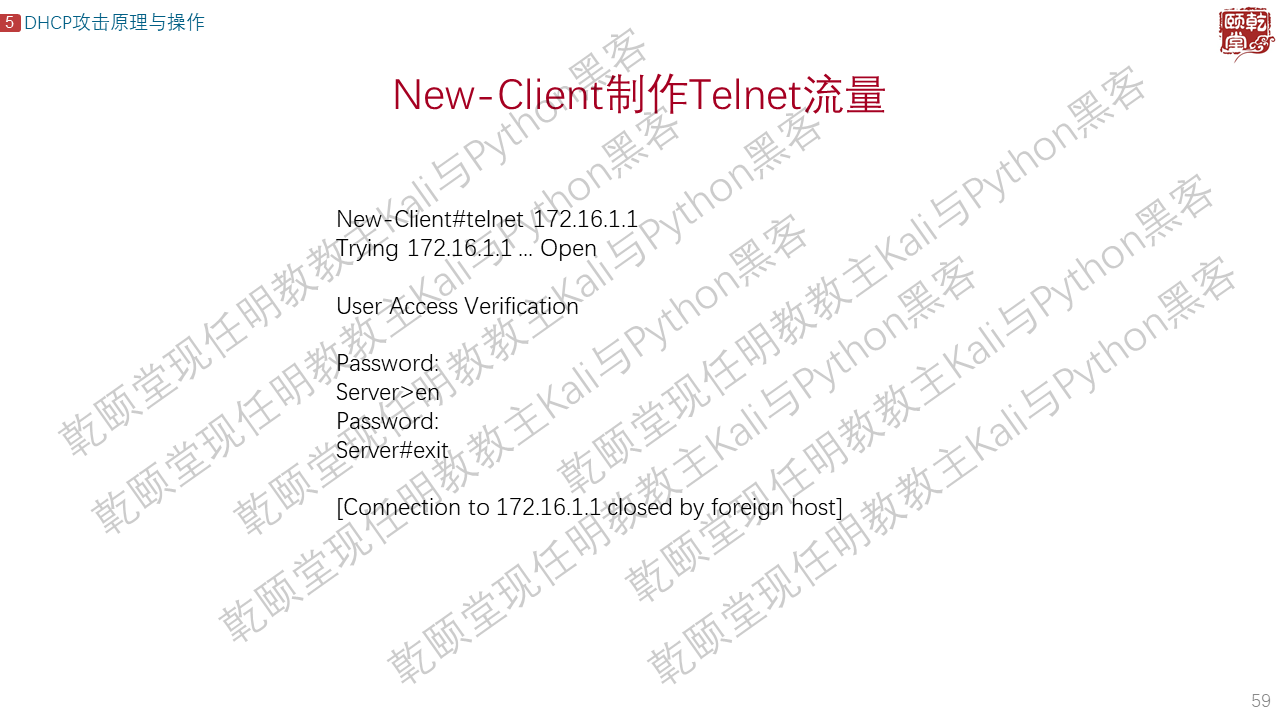 5 DHCP攻击原理与操作
乾颐堂
New-Client制作Telnet流量
New-Client#telnet 172.16.1.1
Trying 172.16.1.1 ... Open
User Access Verification
Password:
Server>en
Password:
Server#exit
[Connection to 172.16.1.1 closed by foreign host]
乾颐堂现任明教教主Kali与Python黑客
乾颐堂现任明教教主Kali与Python黑客
乾颐堂现任明教教主Kali与Python黑客
乾颐堂现任明教教主Kali与Python黑客
乾颐堂现任明教教主Kali与Python黑客
乾颐堂现任明教教主Kali与Python黑客
乾颐堂现任明教教主Kali与Python黑客
乾颐堂现任明教教主Kali与Python黑客
59